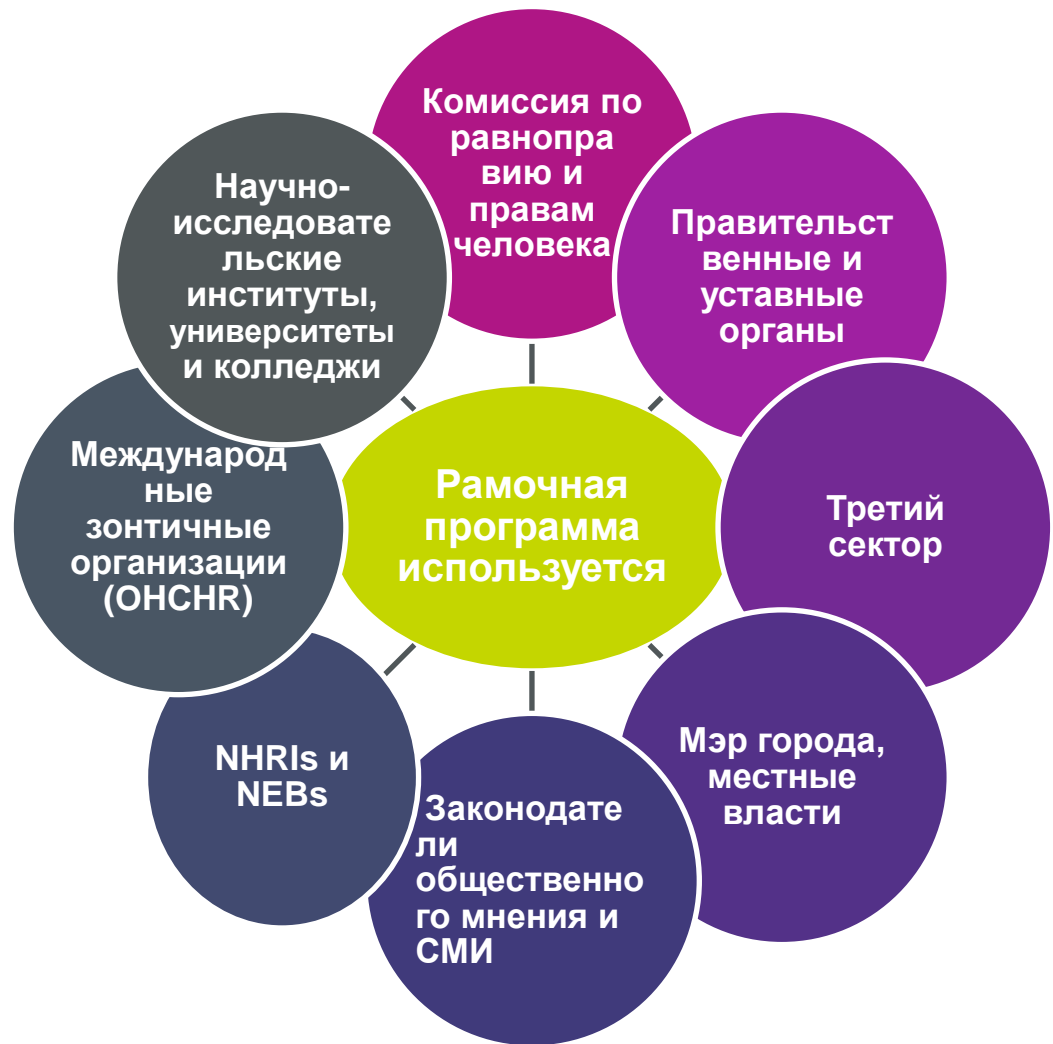 Комиссия по
равнопра
вию и
правам
человека
Правительст
венные и
уставные
органы
Третий
сектор
Мэр города,
местные
власти
Законодате
ли
общественно
го мнения и
СМИ
NHRIs и
NEBs
Международ
ные
зонтичные
организации
(OHCHR)
Научно-
исследовате
льские
институты,
университеты
и колледжи
Рамочная
программа
используется